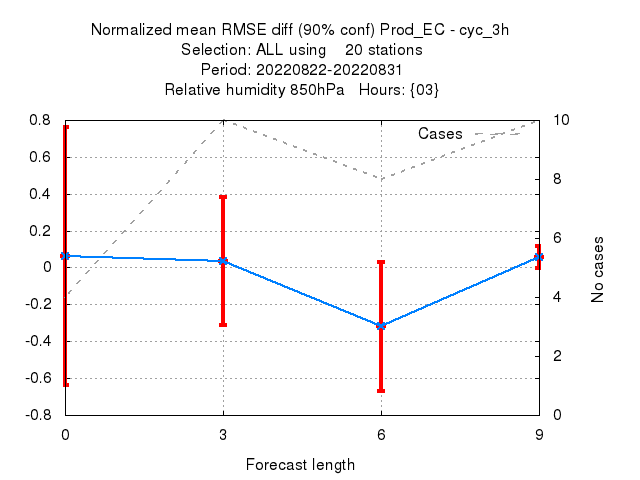 Normalized mean RMSE diff (90% conf) Prod_EC - cyc_3h
Selection: ALL using    20 stations
Period: 20220822-20220831
Relative humidity 850hPa   Hours: {03}
Cases
0.8
0.6
0.4
0.2
0
-0.2
-0.4
-0.6
-0.8
10
8
6
4
2
0
No cases
0 3 6 9
Forecast length